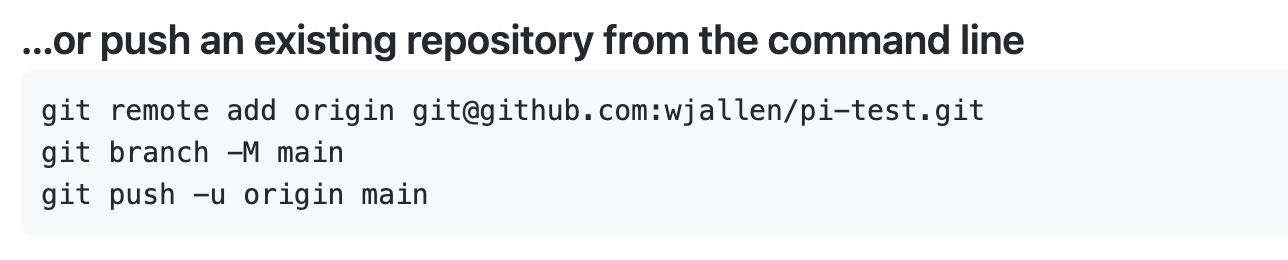 ...or push an existing repository from the command line
git remote add origin git@github.com:wjallen/pi-test.git
git branch -M main
git push -u origin main